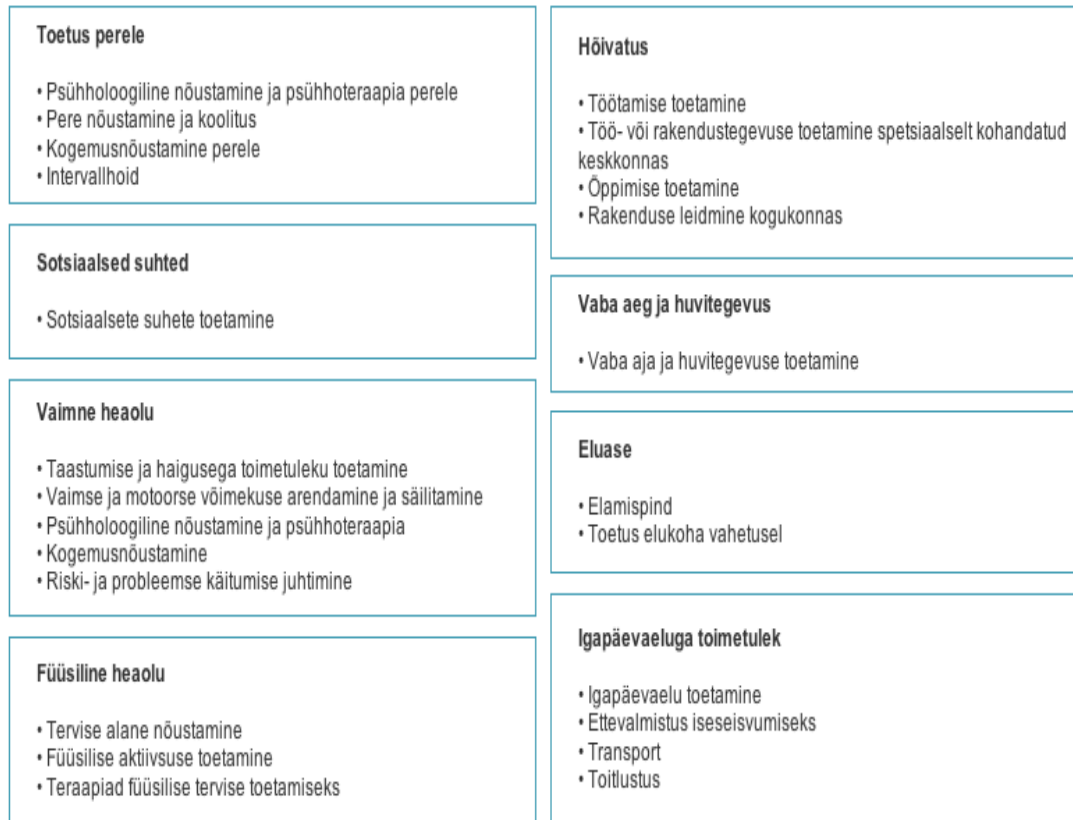 Toetus perele
• Psühholoogiline nõustamine ja psühhoteraapia perele
• Pere nõustamine ja koolitus
• Kogemusnõustamine perele
• Intervallhoid
Sotsiaalsed suhted
• Sotsiaalsete suhete toetamine
Vaimne heaolu
• Taastumise ja haigusega toimetuleku toetamine
• Vaimse ja motoorse võimekuse arendamine ja säilitamine
• Psühholoogiline nõustamine ja psühhoteraapia
• Kogemusnõustamine
• Riski- ja probleemse käitumise juhtimine
Füüsiline heaolu
• Tervise alane nõustamine
• Füüsilise aktiivsuse toetamine
• Teraapiad füüsilise tervise toetamiseks
Hõivatus
• Töötamise toetamine
• Töö- või rakendustegevuse toetamine spetsiaalselt kohandatud
keskkonnas
• Õppimise toetamine
• Rakenduse leidmine kogukonnas
Vaba aeg ja huvitegevus
• Vaba aja ja huvitegevuse toetamine
Eluase
• Elamispind
• Toetus elukoha vahetusel
Igapäevaeluga toimetulek
• Igapäevaelu toetamine
• Ettevalmistus iseseisvumiseks
• Transport
• Toitlustus